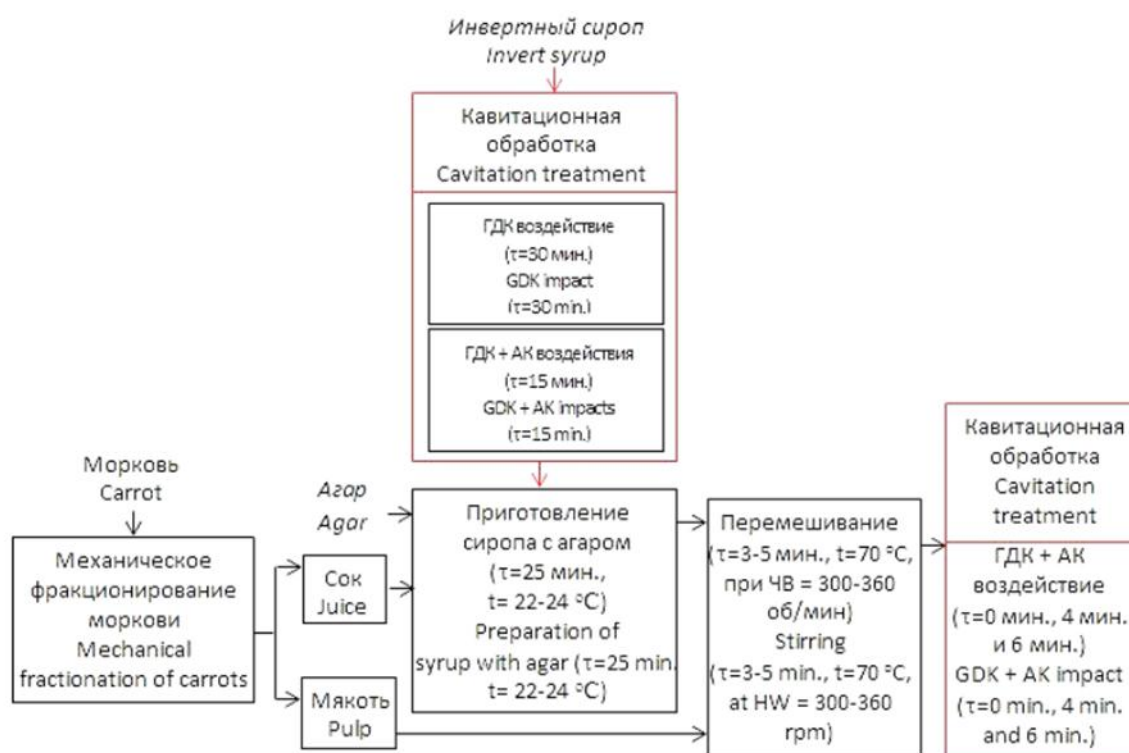 Инвертный сироп
Invert syrup
Кавитационная
обработка
Cavitation treatment
ГДК воздействие
(τ=30 мин.)
GDK impact
(τ=30 min.)
ГДК + АК воздействия
(τ=15 мин.)
GDK + AK impacts
(τ=15 min.)
Морковь
Carrot
Механическое
фракционирование
моркови
Mechanical
fractionation of carrots
Агар
Agar
Сок
Juice
Мякоть
Pulp
Приготовление
сиропа с агаром
(τ=25 мин.,
t= 22-24 °C)
Preparation of
syrup with agar (τ=25 min.
t= 22-24 °C)
Перемешивание
(τ=3-5 мин., t=70 °C,
при ЧВ = 300-360
об/мин)
Stirring
(τ=3-5 min., t=70 °C,
at HW = 300-360
rpm)
Кавитационная
обработка
Cavitation
treatment
ГДК + АК
воздействие
(τ=0 мин., 4 мин.
и 6 мин.)
GDK + AK impact
(τ=0 min., 4 min.
and 6 min.)